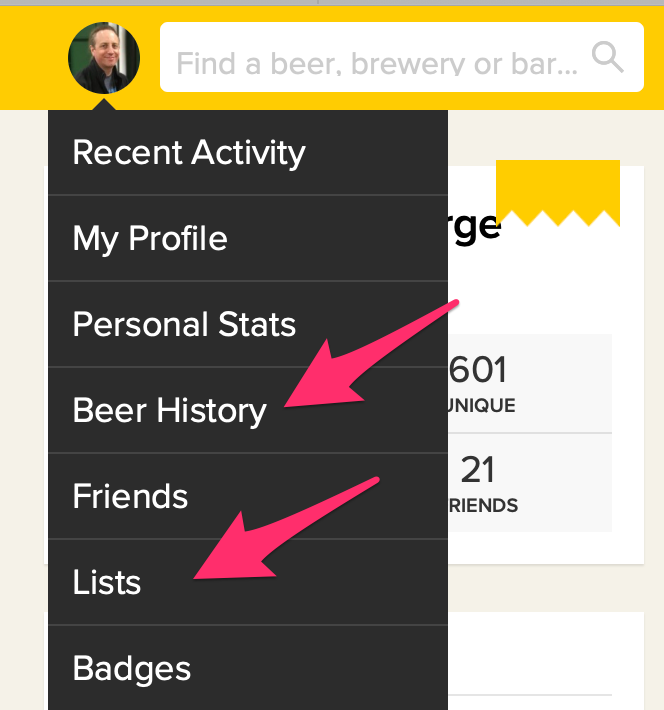 Find a beer, brewery or bar...
Recent Activity
My Profile
rge
Personal Stats
601
UNIQUE
Beer History
21
RIENDS
Friends
Lists
Badges